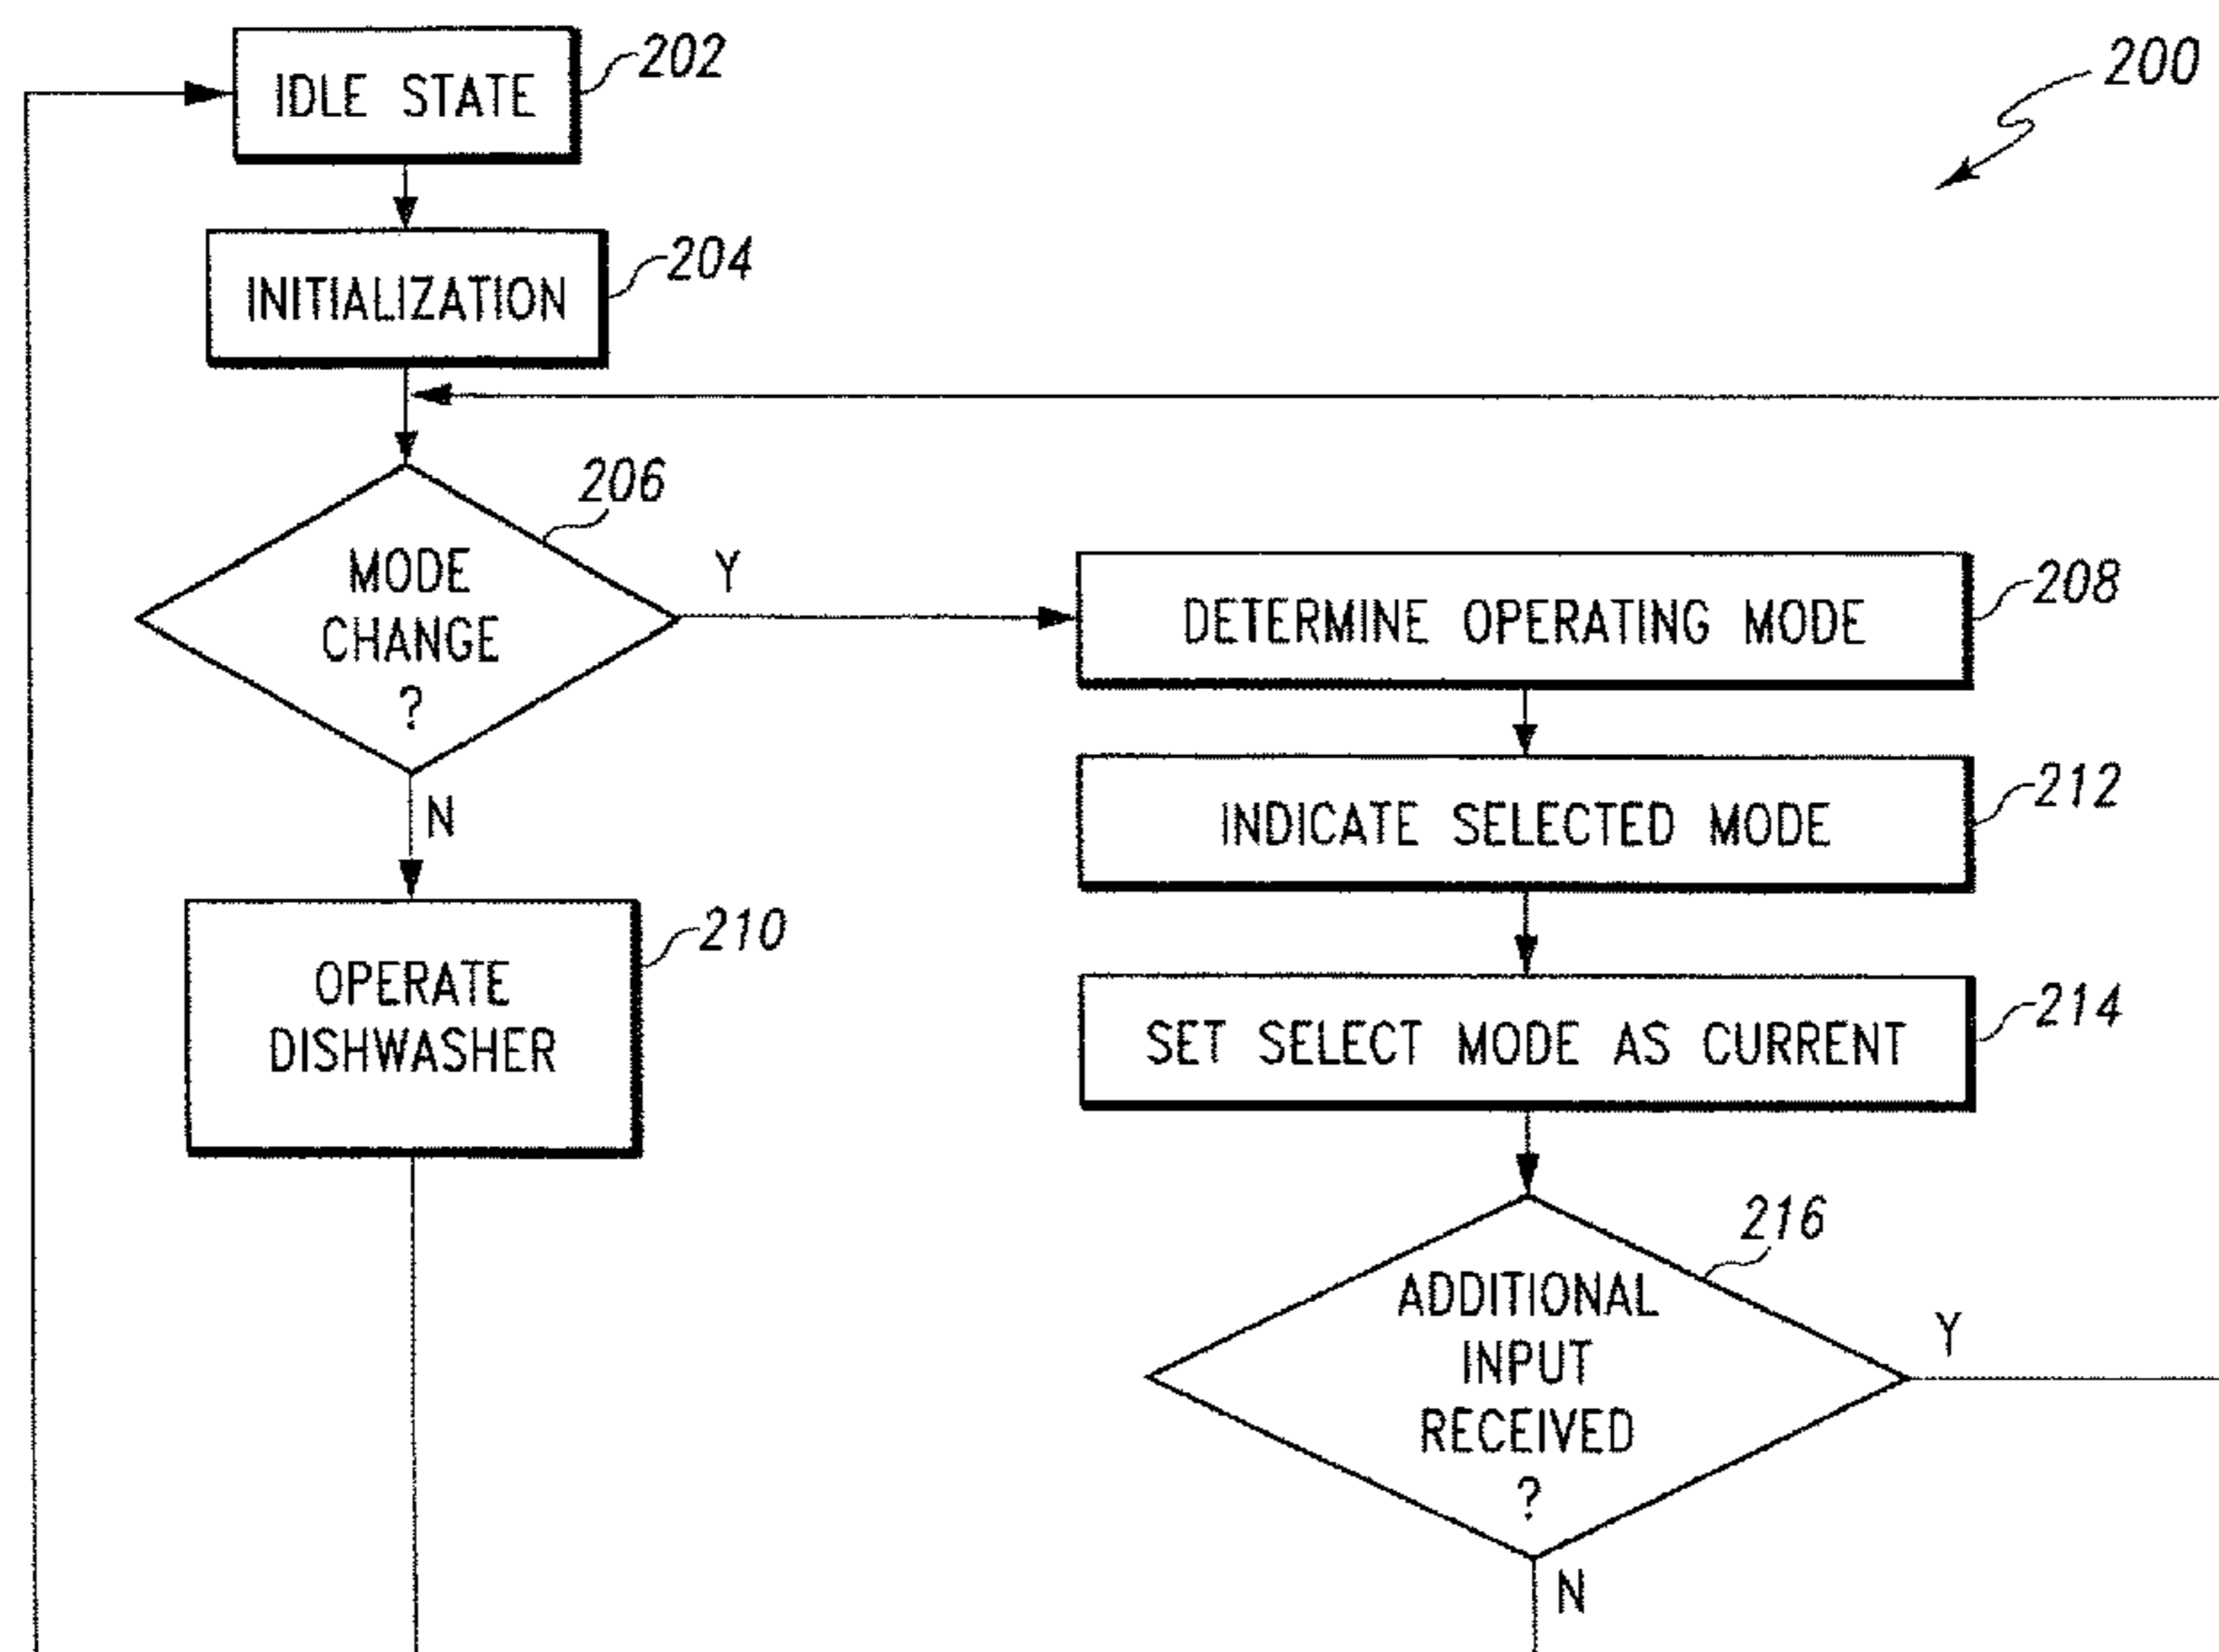 IDLE STATE
202
200
INITIALIZATION
204
MODE
CHANGE
?
206
Y
N
DETERMINE OPERATING MODE
208
INDICATE SELECTED MODE
212
OPERATE
DISHWASHER
210
SET SELECT MODE AS CURRENT
214
ADDITIONAL
INPUT
RECEIVED
?
216
Y
N